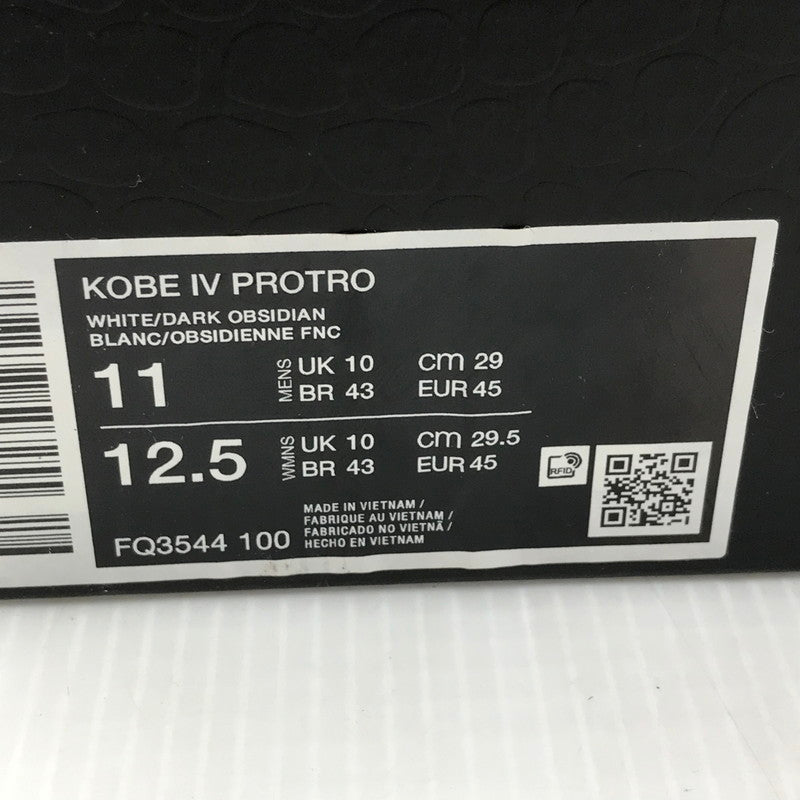 KOBE IV PROTRO
WHITE/DARK OBSIDIAN
BLANC/OBSIDIENNE FNC
11 MENS UK 10 CM 29
BR 43 EUR 45
12.5 WMNS UK 10 CM 29.5
BR 43 EUR 45
RFID
FQ3544 100
MADE IN VIETNAM /
FABRIQUE AU VIETNAM /
FABRICADO NO VIETNÃ /
HECHO EN VIETNAM